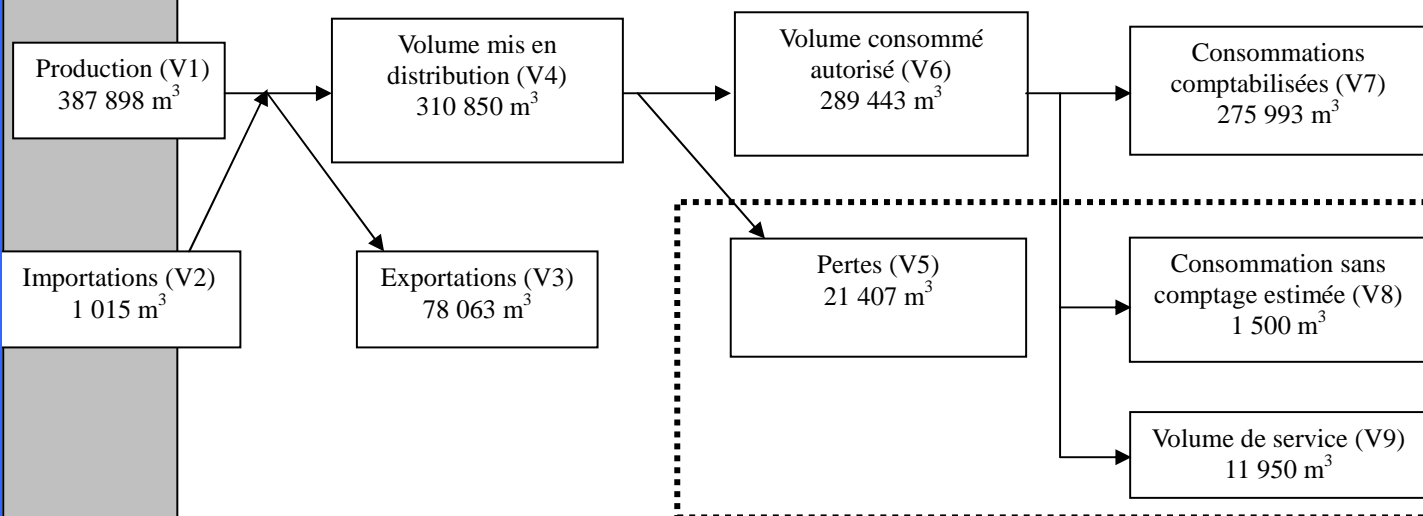 Production (V1)
387 898 m³
Volume mis en
distribution (V4)
310 850 m³
Volume consommé
autorisé (V6)
289 443 m³
Consommations
comptabilisées (V7)
275 993 m³
Importations (V2)
1 015 m³
Exportations (V3)
78 063 m³
Pertes (V5)
21 407 m³
Consommation sans
comptage estimée (V8)
1 500 m³
Volume de service (V9)
11 950 m³